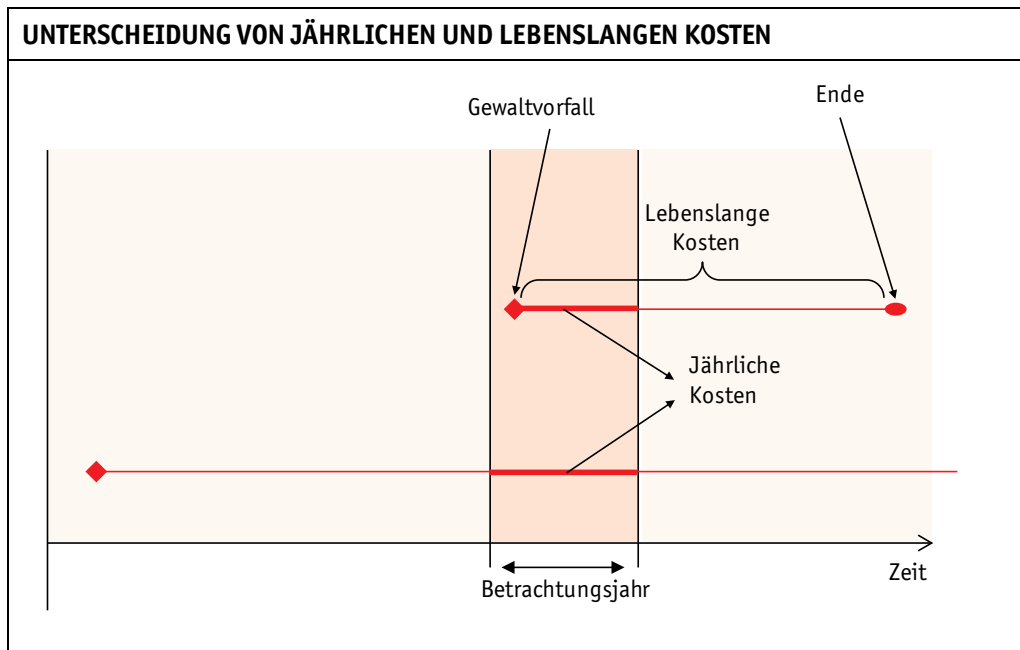 UNTERSCHEIDUNG VON JÄHRLICHEN UND LEBENSLANGEN KOSTEN
Gewaltvorfall
Ende
Lebenslange
Kosten
Jährliche
Kosten
Zeit
Betrachtungsjahr